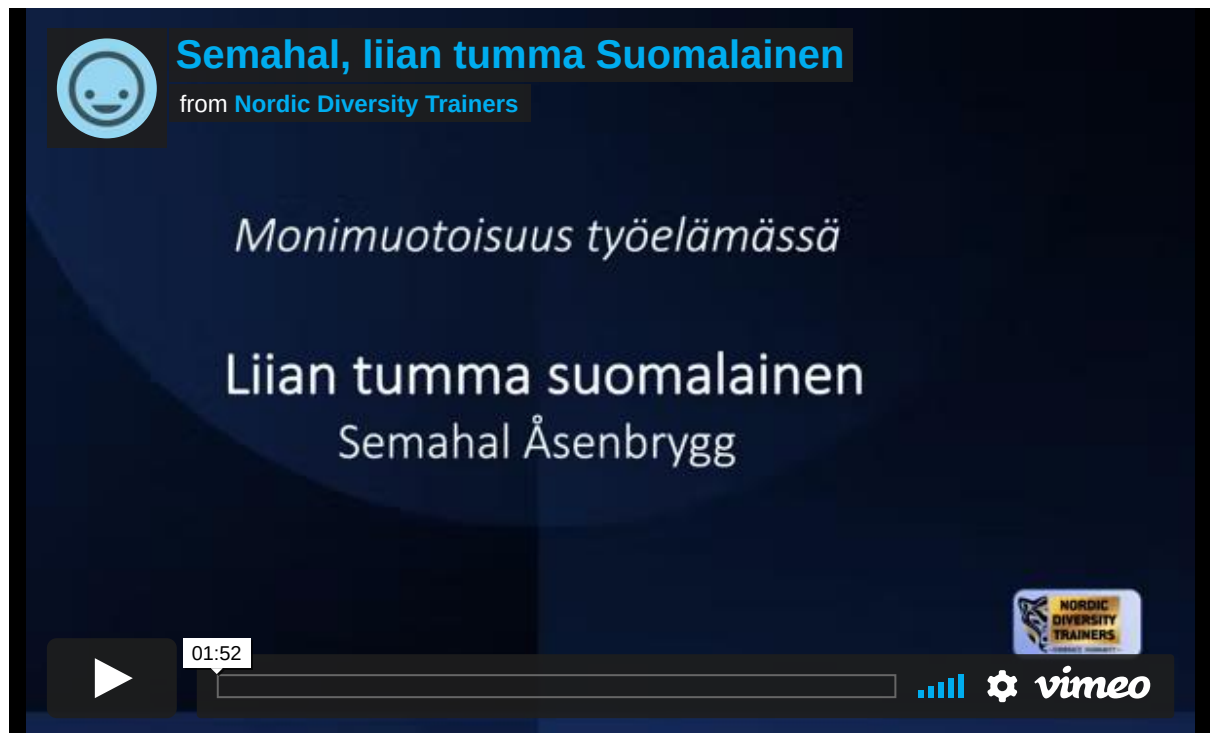 Semahal, liian tumma Suomalainen
from Nordic Diversity Trainers
Monimuotoisuus työelämässä
Liian tumma suomalainen
Semahal Åsenbrygg
NORDIC
DIVERSITY
TRAINERS
01:52
vimeo